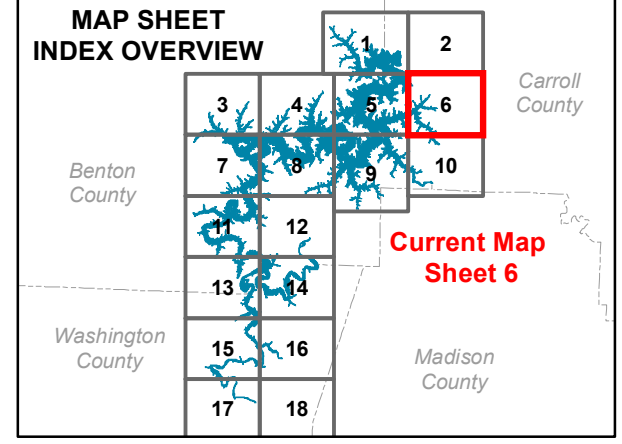 MAP SHEET
INDEX OVERVIEW
1
2
Carroll
County
3
4
5
6
Benton
County
7
8
9
10
11
12
Current Map
Sheet 6
13
14
Washington
County
15
16
Madison
County
17
18